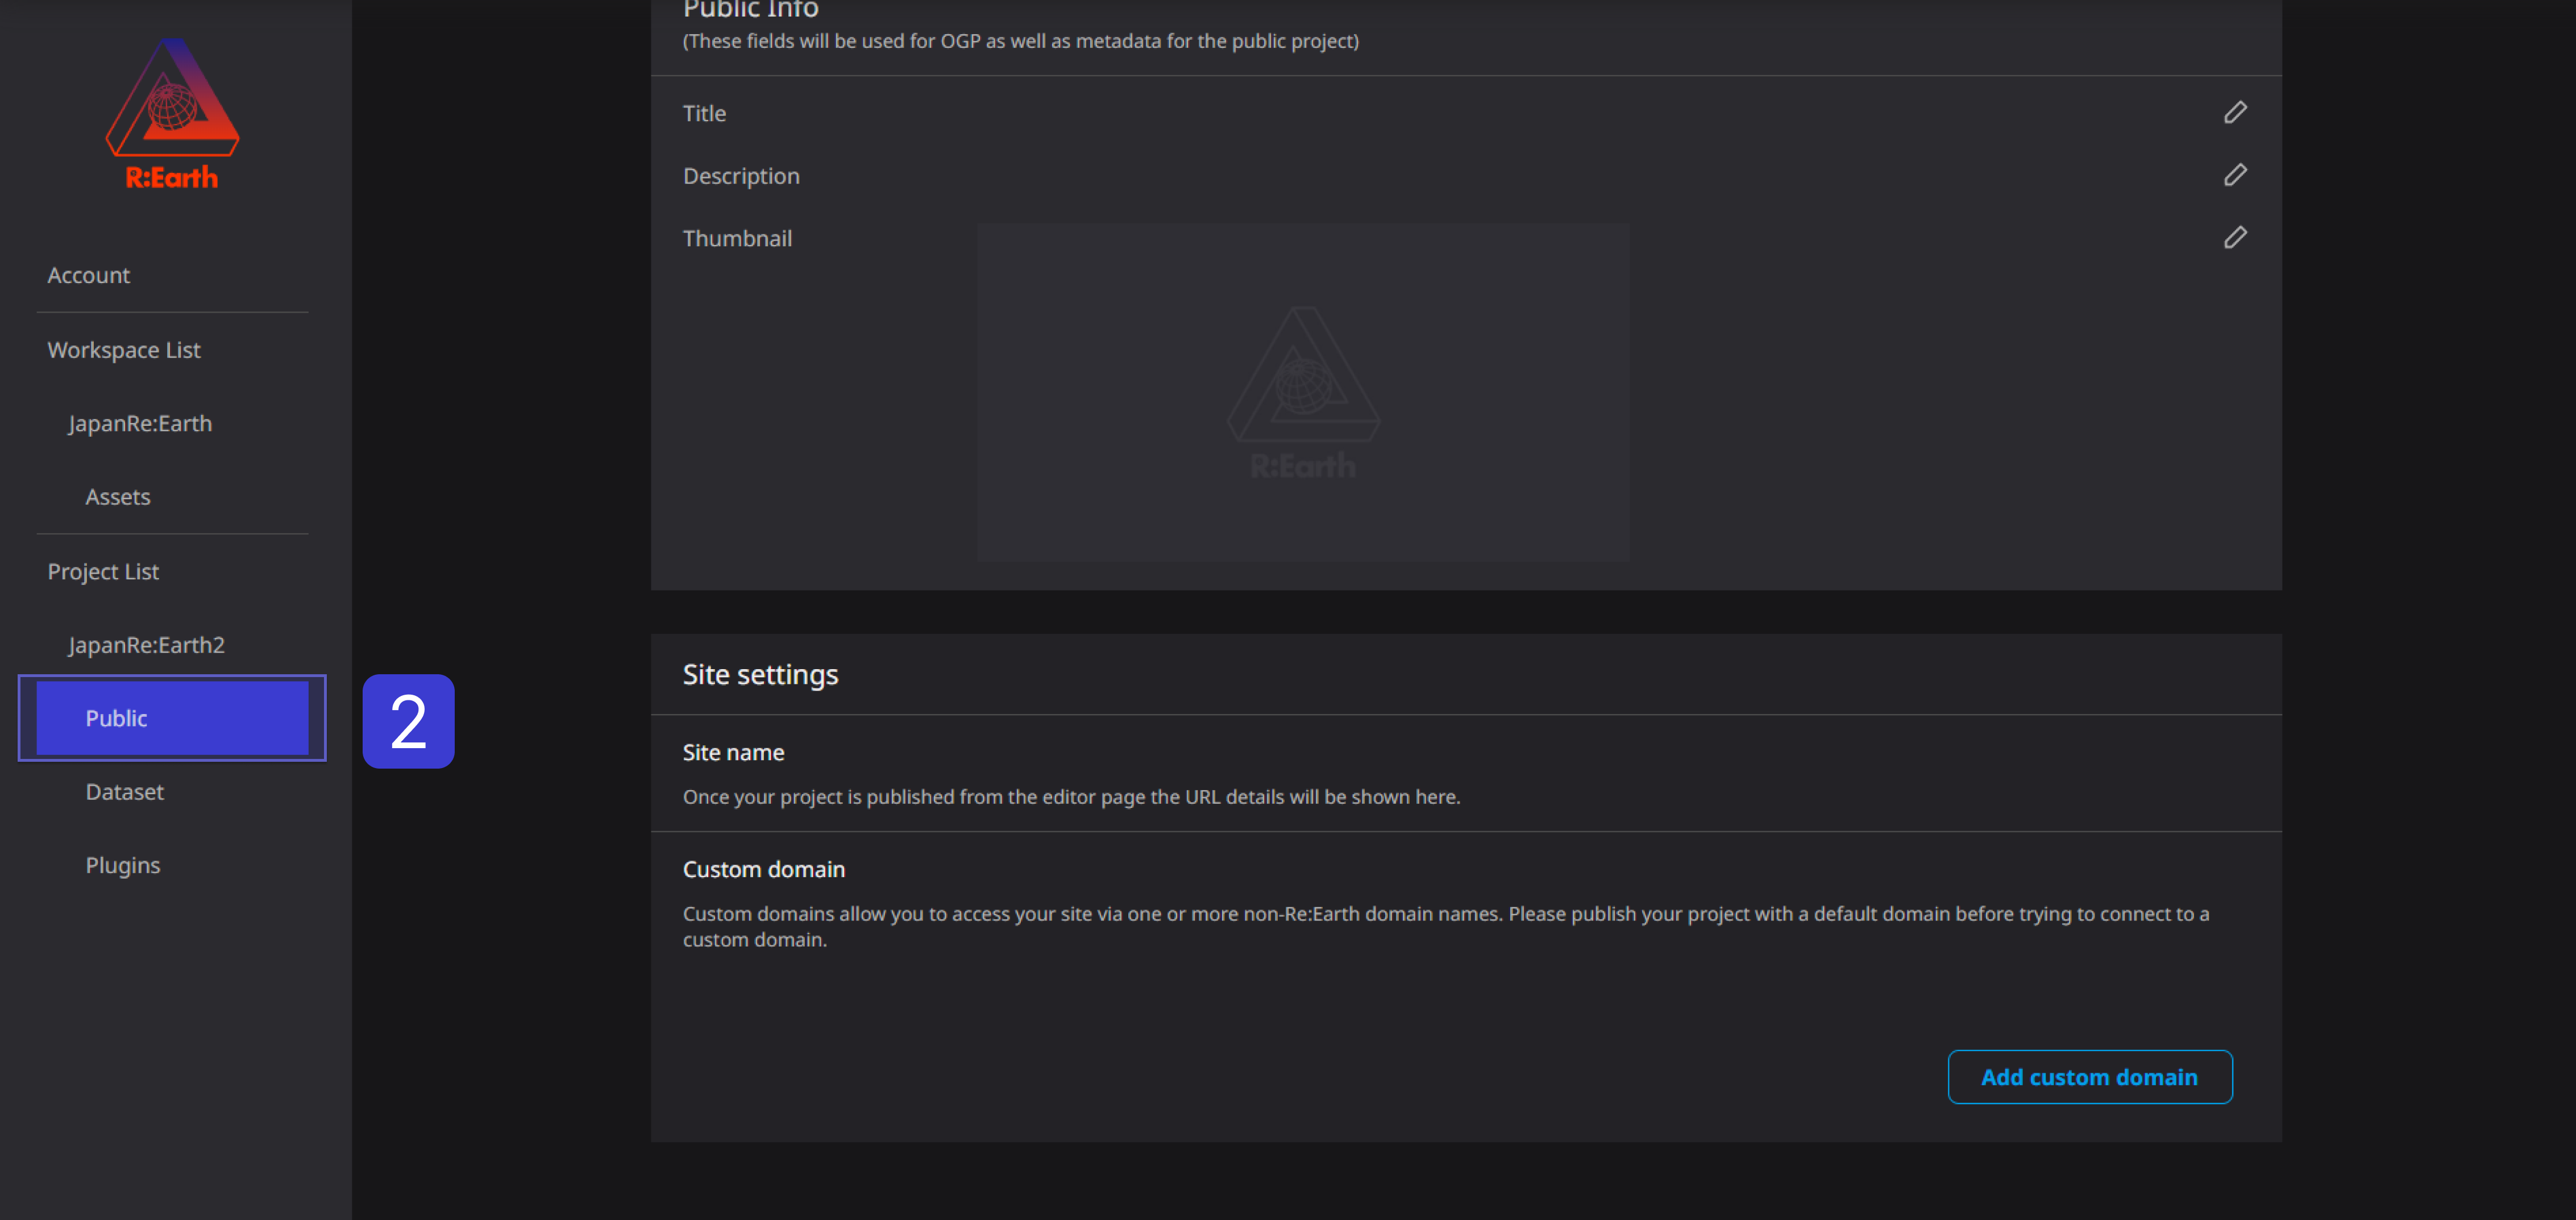 R:Earth
Account
Workspace List
JapanRe:Earth
Assets
Project List
JapanRe:Earth2
Public
2
Dataset
Plugins
Public Info
(These fields will be used for OGP as well as metadata for the public project)
Title
Description
Thumbnail
R:Earth
Site settings
Site name
Once your project is published from the editor page the URL details will be shown here.
Custom domain
Custom domains allow you to access your site via one or more non-Re:Earth domain names. Please publish your project with a default domain before trying to connect to a
custom domain.
Add custom domain